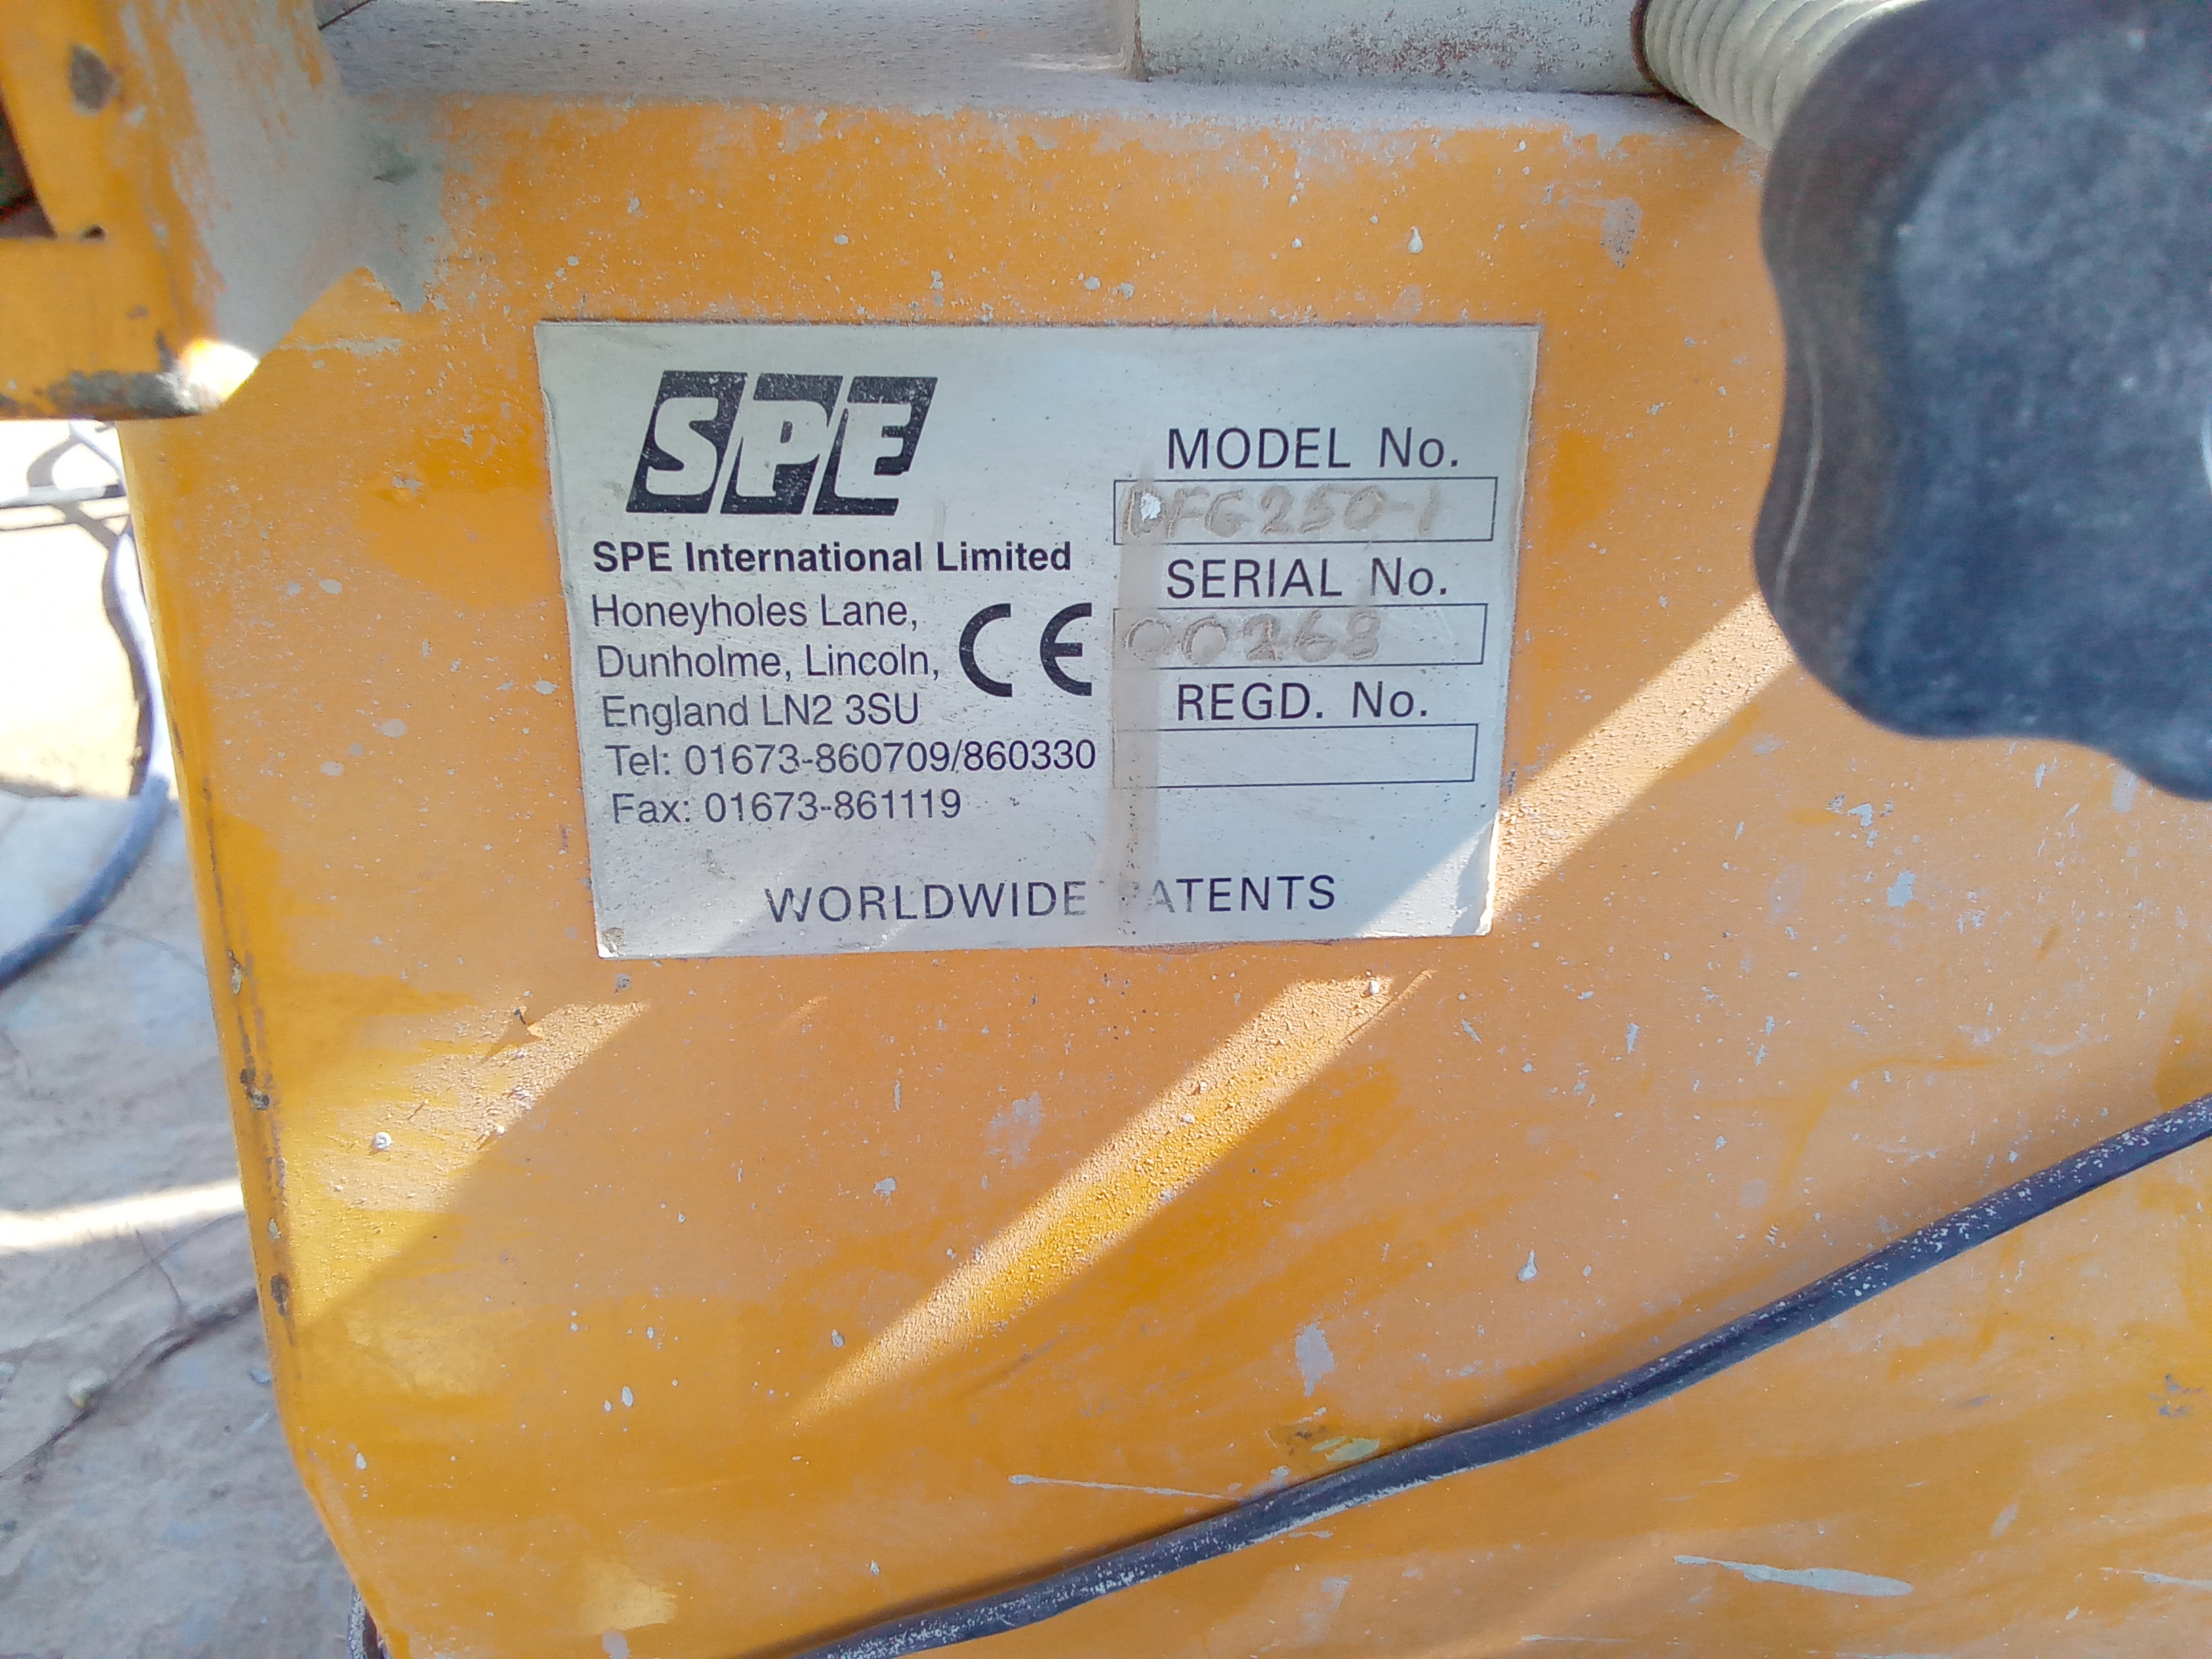 SPE
SPE International Limited
Honeyholes Lane,
Dunholme, Lincoln,
England LN2 3SU
Tel: 01673-860709/860330
Fax: 01673-861119
CE
MODEL No.
DFG250-1
SERIAL No.
00268
REGD. No.
WORLDWIDE PATENTS